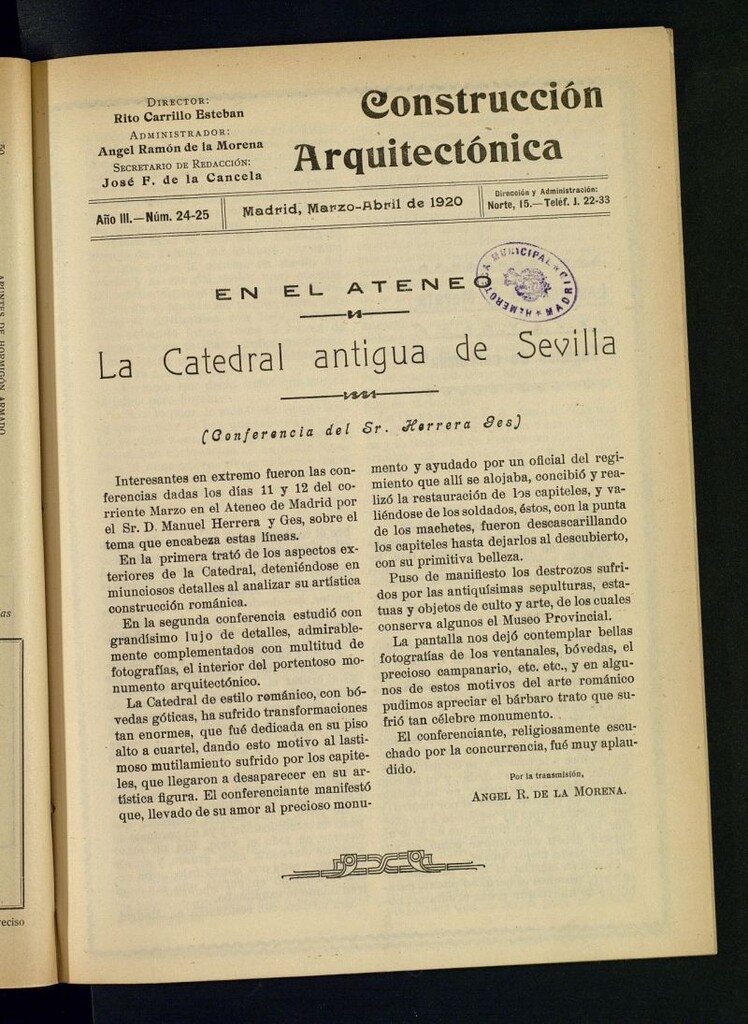 DIRECTOR:
Rito Carrillo Esteban
ADMINISTRADOR:
Angel Ramón de la Morena
SECRETARIO DE REDACCIÓN:
José F. de la Cancela
Construcción
Arquitectónica
Año III.—Núm. 24-25
Madrid, Marzo-Abril de 1920
Dirección y Administración:
Norte, 15.—Teléf. J. 22-33
HEMEROTECA MUNICIPAL * MADRID *
EN EL ATENEO
La Catedral antigua de Sevilla
(Conferencia del Sr. Herrera Ges)
Interesantes en extremo fueron las con-
ferencias dadas los días 11 y 12 del co-
rriente Marzo en el Ateneo de Madrid por
el Sr. D. Manuel Herrera y Ges, sobre el
tema que encabeza estas líneas.
En la primera trató de los aspectos ex-
teriores de la Catedral, deteniéndose en
miunciosos detalles al analizar su artística
construcción románica.
En la segunda conferencia estudió con
grandísimo lujo de detalles, admirable-
mente complementados con multitud de
fotografías, el interior del portentoso mo-
numento arquitectónico.
La Catedral de estilo románico, con bó-
vedas góticas, ha sufrido transformaciones
tan enormes, que fué dedicada en su piso
alto a cuartel, dando esto motivo al lasti-
moso mutilamiento sufrido por los capite-
les, que llegaron a desaparecer en su ar-
tística figura. El conferenciante manifestó
que, llevado de su amor al precioso monu-
mento y ayudado por un oficial del regi-
miento que allí se alojaba, concibió y rea-
lizó la restauración de los capiteles, y va-
liéndose de los soldados, éstos, con la punta
de los machetes, fueron descascarillando
los capiteles hasta dejarlos al descubierto,
con su primitiva belleza.
Puso de manifiesto los destrozos sufri-
dos por las antiquísimas sepulturas, esta-
tuas y objetos de culto y arte, de los cuales
conserva algunos el Museo Provincial.
La pantalla nos dejó contemplar bellas
fotografías de los ventanales, bóvedas, el
precioso campanario, etc. etc., y en algu-
nos de estos motivos del arte románico
pudimos apreciar el bárbaro trato que su-
frió tan célebre monumento.
El conferenciante, religiosamente escu-
chado por la concurrencia, fué muy aplau-
dido.
Por la transmisión,
ANGEL R. DE LA MORENA.
50
APUNTES DE HORMIGÓN ARMADO
as
reciso